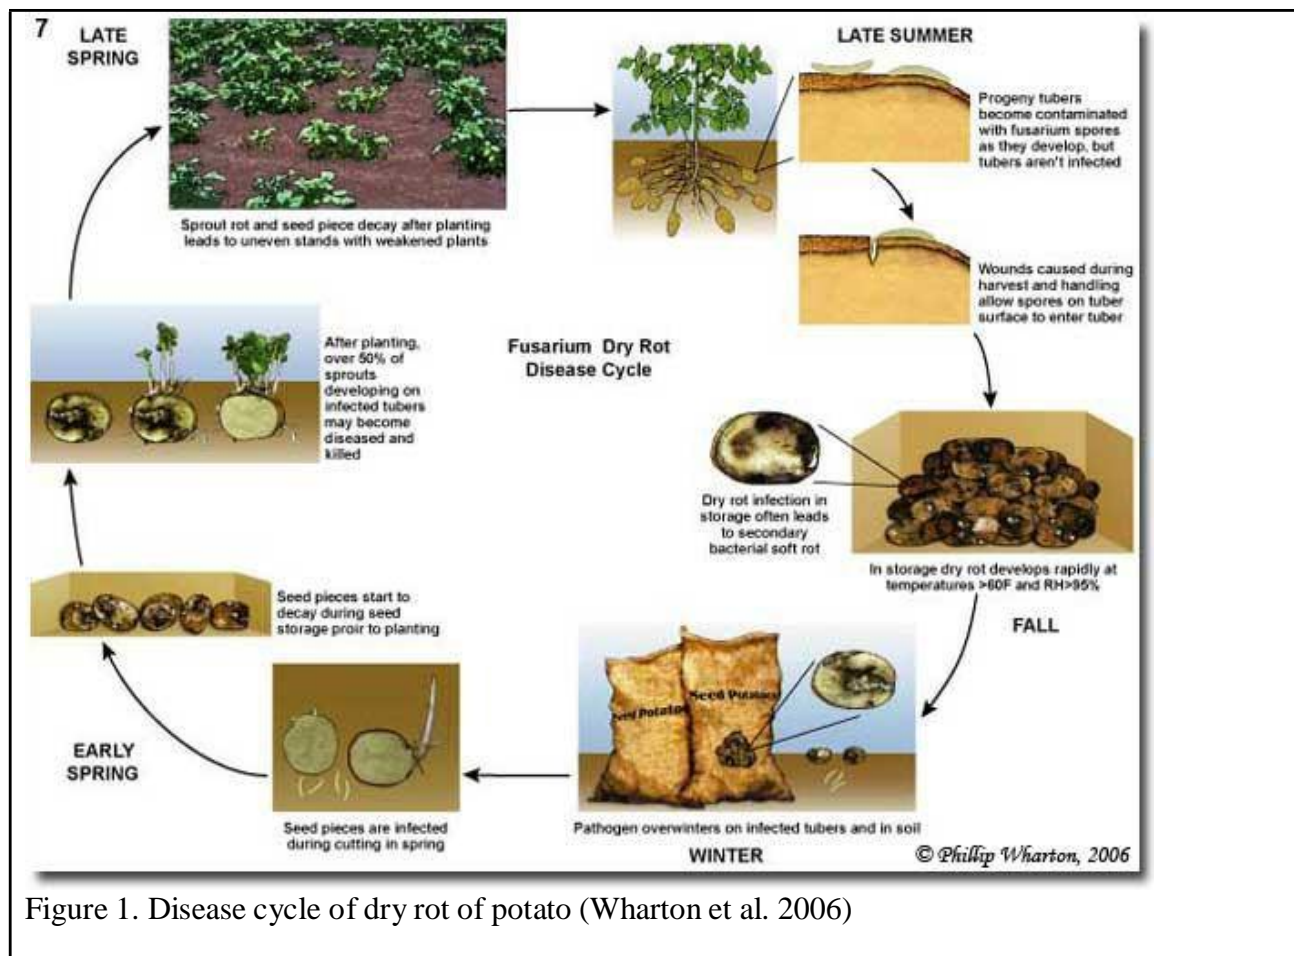 7
LATE
SPRING
Sprout rot and seed piece decay after planting
leads to uneven stands with weakened plants
LATE SUMMER
Progeny tubers
become contaminated
with fusarium spores
as they develop, but
tubers aren't infected
Wounds caused during
harvest and handling
allow spores on tuber
surface to enter tuber
Fusarium Dry Rot
Disease Cycle
After planting,
over 50% of
sprouts
developing on
infected tubers
may become
diseased and
killed
Dry rot infection in
storage often leads
to secondary
bacterial soft rot
In storage dry rot develops rapidly at
temperatures >60F and RH>95%
FALL
Seed pieces start to
decay during seed
storage proir to planting
Seed Potatoes
EARLY
SPRING
Seed pieces are infected
during cutting in spring
Pathogen overwinters on infected tubers and in soil
WINTER
© Phillip Wharton, 2006
Figure 1. Disease cycle of dry rot of potato (Wharton et al. 2006)